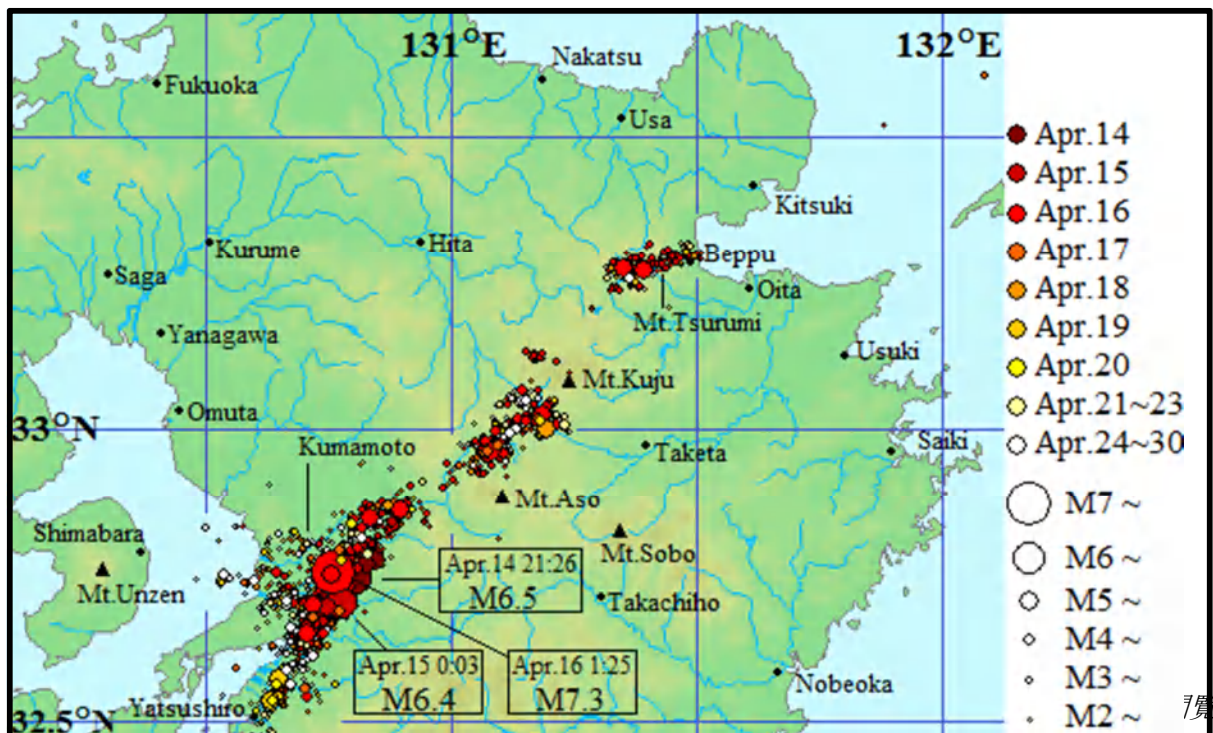 131°E
132°E
Nakatsu
Fukuoka
Usa
Kitsuki
Kurume
Hita
Saga
Beppu
Oita
Mt.Tsurumi
Yanagawa
Usuki
Mt.Kuju
Omuta
33°N
Kumamoto
Taketa
Saiki
Mt.Aso
Shimabara
Mt.Sobo
Mt.Unzen
Apr.14 21:26
M6.5
Takachiho
Apr.15 0:03
M6.4
Apr.16 1:25
M7.3
Nobeoka
Yatsushiro
32.5°N
Apr.14
Apr.15
Apr.16
Apr.17
Apr.18
Apr.19
Apr.20
Apr.21~23
Apr.24~30
M7 ~
M6 ~
M5 ~
M4 ~
M3 ~
M2 ~